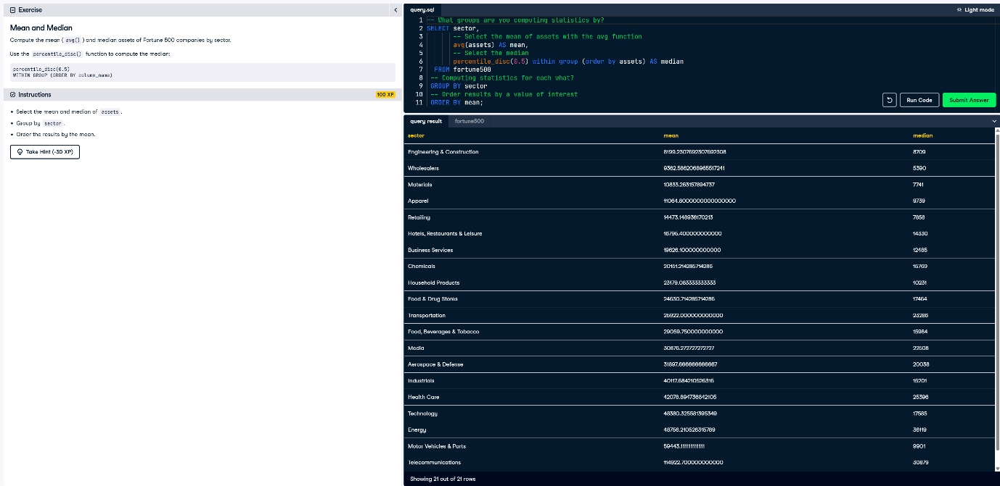 Exercise
Mean and Median
Compute the mean ( avg() ) and median assets of Fortune 500 companies by sector.
Use the percentile_disc() function to compute the median:
percentile_disc(0.5)
WITHIN GROUP (ORDER BY column_name)
Instructions 100 XP
• Select the mean and median of assets .
• Group by sector .
• Order the results by the mean.
Take Hint (-30 XP)
query.sql Light mode
1 -- What groups are you computing statistics by?
2 SELECT sector,
3 -- Select the mean of assets with the avg function
4 avg(assets) AS mean,
5 -- Select the median
6 percentile_disc(0.5) within group (order by assets) AS median
7 FROM fortune500
8 -- Computing statistics for each what?
9 GROUP BY sector
10 -- Order results by a value of interest
11 ORDER BY mean;
Run Code Submit Answer
query result fortune500
sector mean median
Engineering & Construction 8199.2307692307692308 8709
Wholesalers 9362.5862068965517241 5390
Materials 10833.263157894737 7741
Apparel 11064.8000000000000000 9739
Retailing 14473.148936170213 7858
Hotels, Restaurants & Leisure 16795.400000000000 14330
Business Services 19626.100000000000 12485
Chemicals 20151.214285714286 15769
Household Products 23179.083333333333 10231
Food & Drug Stores 24630.714285714286 17464
Transportation 25922.000000000000 23286
Food, Beverages & Tobacco 29059.750000000000 15984
Media 30876.272727272727 22508
Aerospace & Defense 31897.666666666667 20038
Industrials 40117.684210526316 15201
Health Care 42078.894736842105 25396
Technology 48380.325581395349 17585
Energy 48756.210526315789 36119
Motor Vehicles & Parts 59443.111111111111 9901
Telecommunications 114922.700000000000 30879
Showing 21 out of 21 rows